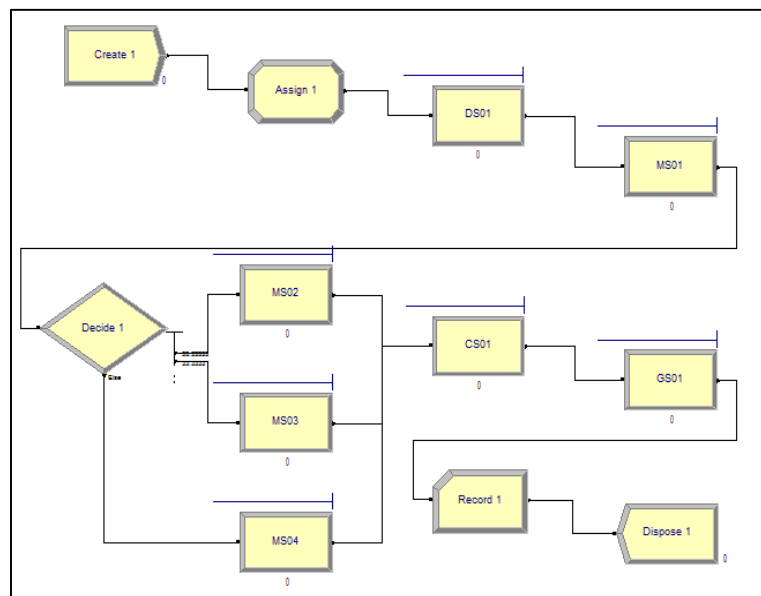 Create 1
0
Assign 1
DS01
0
MS01
0
Decide 1
Else
MS02
0
MS03
0
MS04
0
CS01
0
GS01
0
Record 1
Dispose 1
0